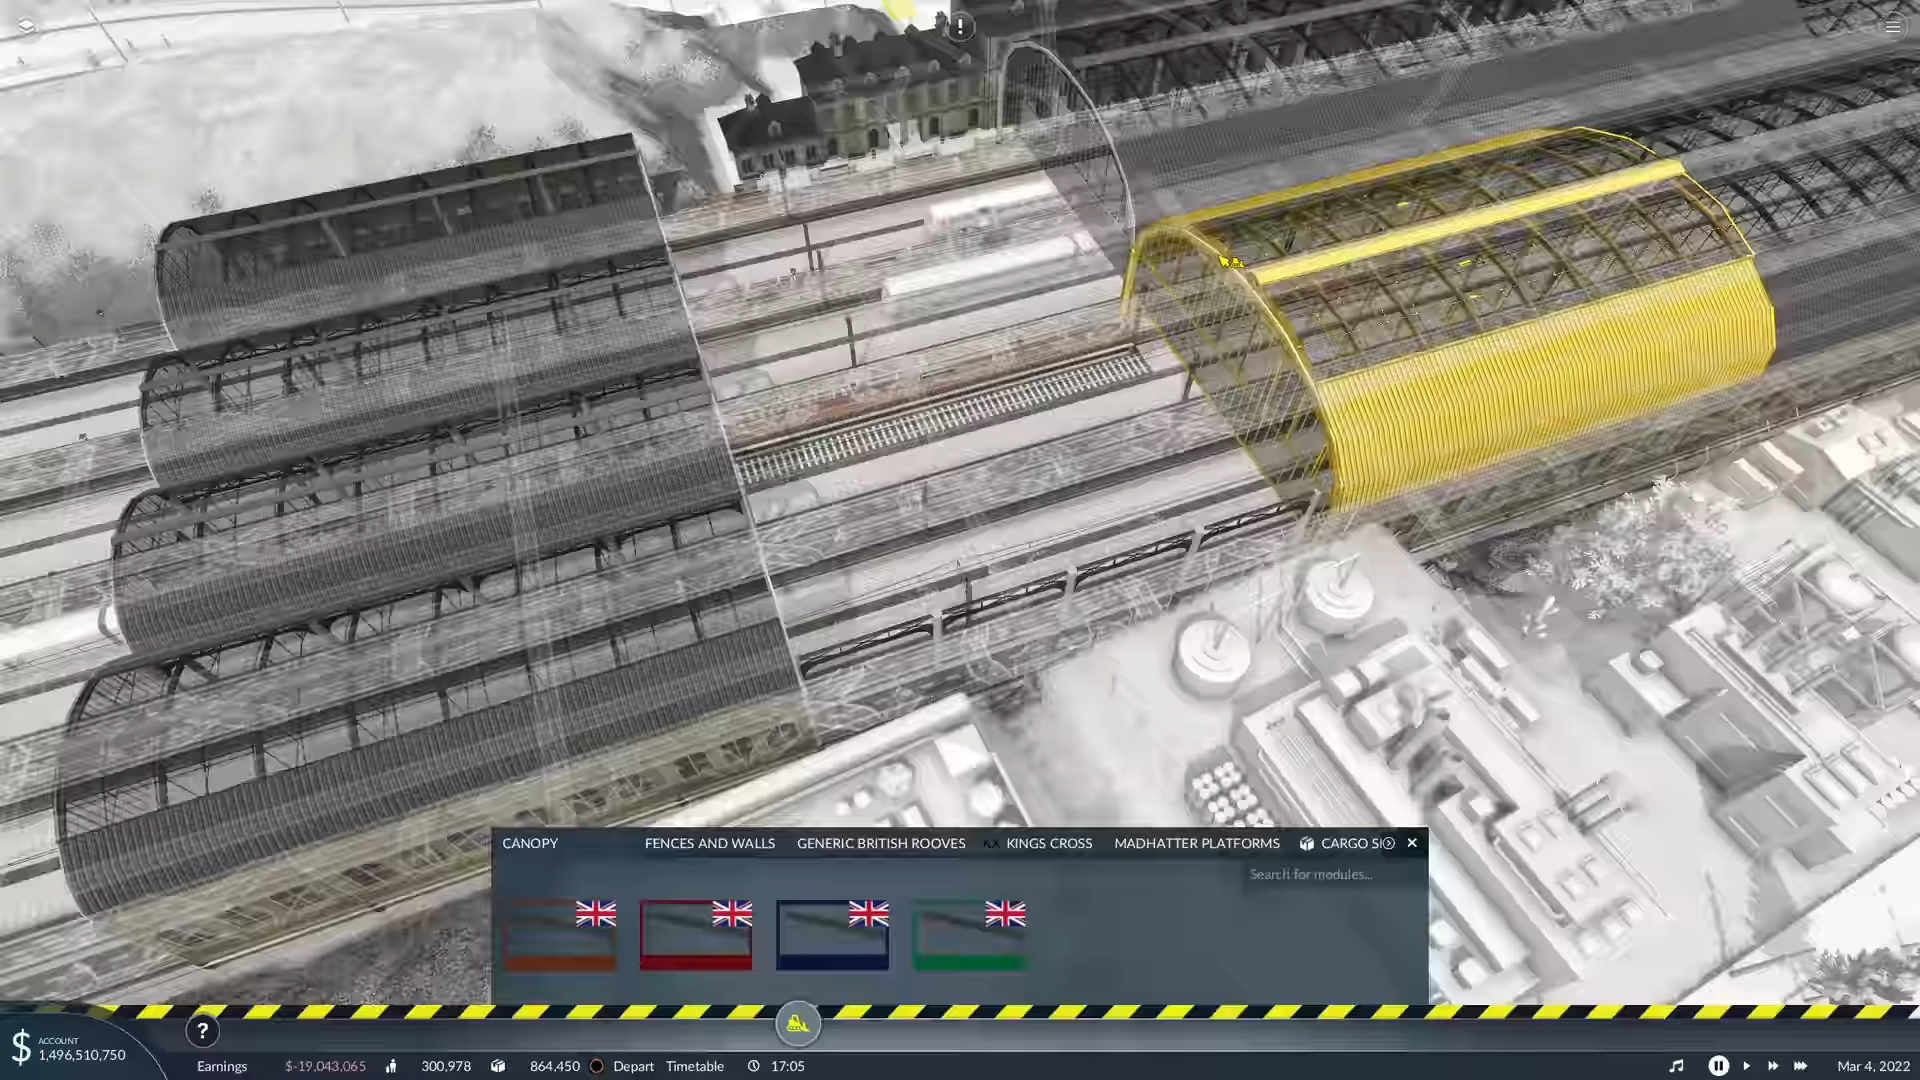 CANOPY
FENCES AND WALLS
GENERIC BRITISH ROOVES
KINGS CROSS
MADHATTER PLATFORMS
CARGO
Search for modules...
?
$ ACCOUNT
1,496,510,750
Earnings $-19,043,065 300,978 864,450 Depart Timetable 17:05 Mar 4, 2022